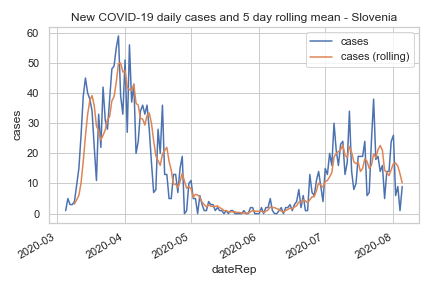 New COVID-19 daily cases and 5 day rolling mean - Slovenia
cases
cases (rolling)
60
50
40
30
20
10
0
cases
2020-03
2020-04
2020-05
2020-06
2020-07
2020-08
dateRep